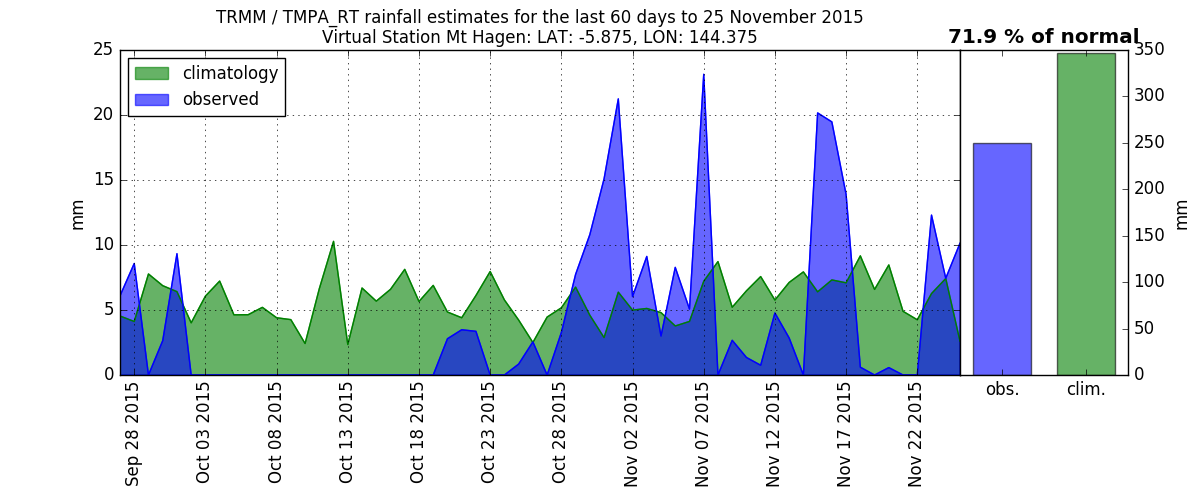 TRMM / TMPA_RT rainfall estimates for the last 60 days to 25 November 2015
Virtual Station Mt Hagen: LAT: -5.875, LON: 144.375
71.9 % of normal
climatology
observed
25
20
15
10
5
0
mm
350
300
250
200
150
100
50
0
mm
Sep 28 2015
Oct 03 2015
Oct 08 2015
Oct 13 2015
Oct 18 2015
Oct 23 2015
Oct 28 2015
Nov 02 2015
Nov 07 2015
Nov 12 2015
Nov 17 2015
Nov 22 2015
obs.
clim.